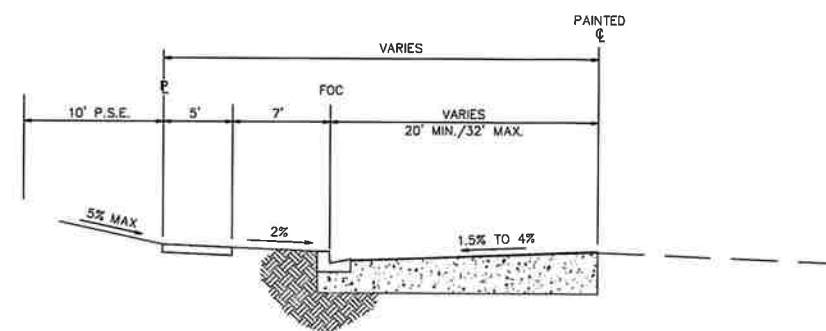 PAINTED
℄
VARIES
℄
FOC
10' P.S.E.
5'
7'
VARIES
20' MIN./32' MAX.
5% MAX
2%
1.5% TO 4%